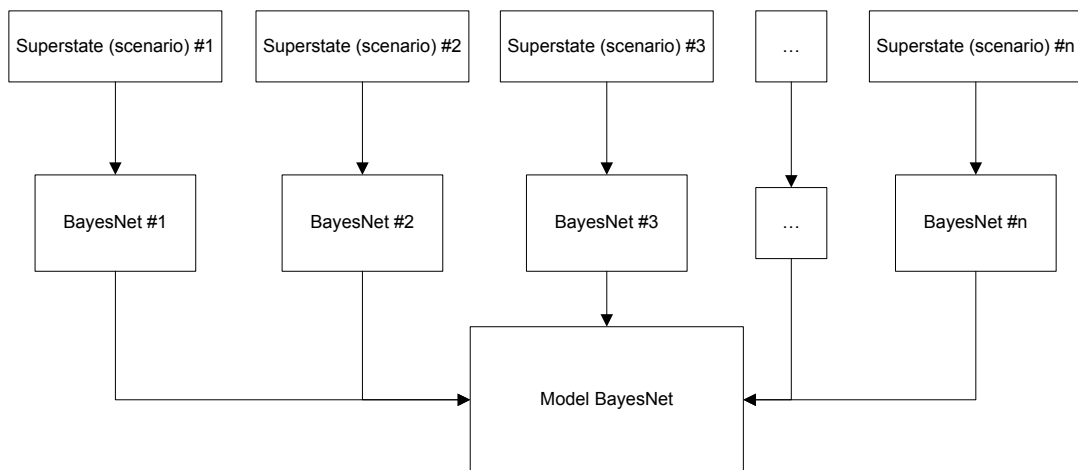 Superstate (scenario) #1
Superstate (scenario) #2
Superstate (scenario) #3
...
Superstate (scenario) #n
BayesNet #1
BayesNet #2
BayesNet #3
...
BayesNet #n
Model BayesNet